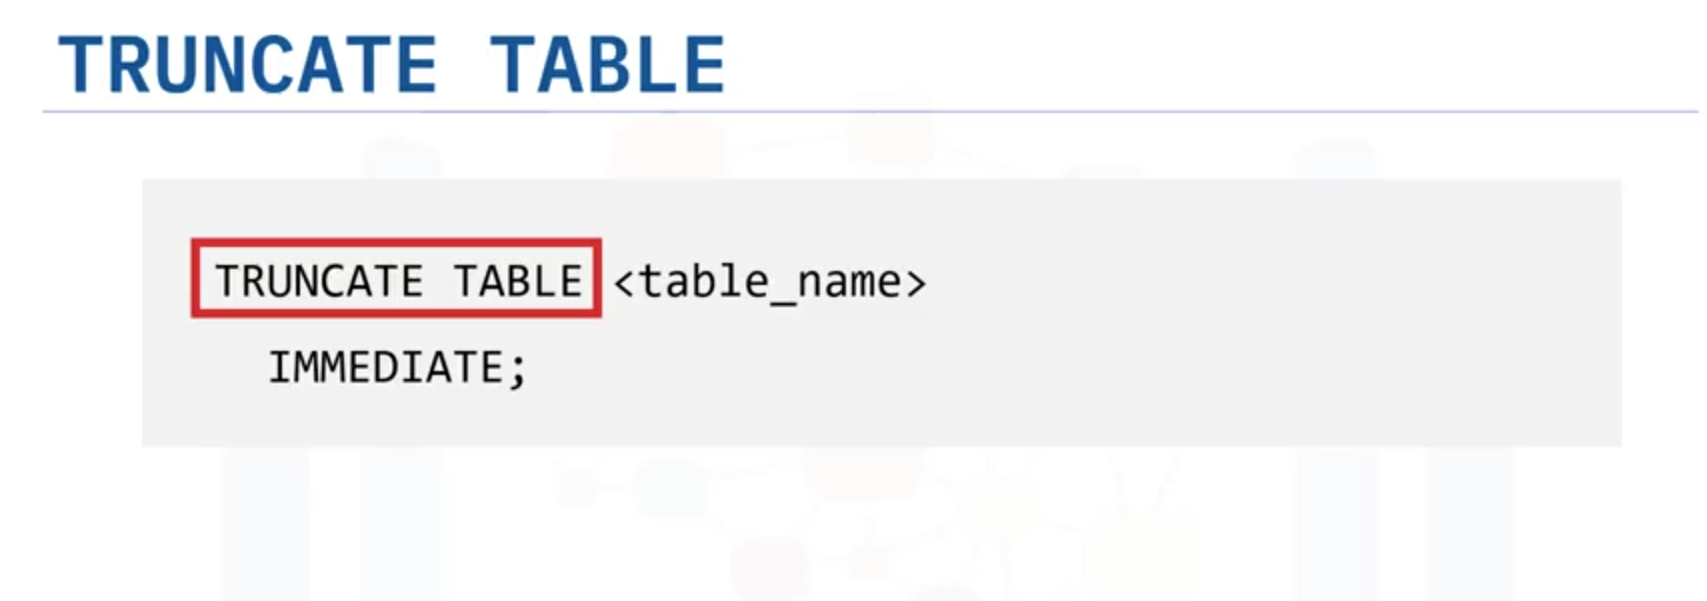 TRUNCATE TABLE
TRUNCATE TABLE <table_name>
IMMEDIATE;